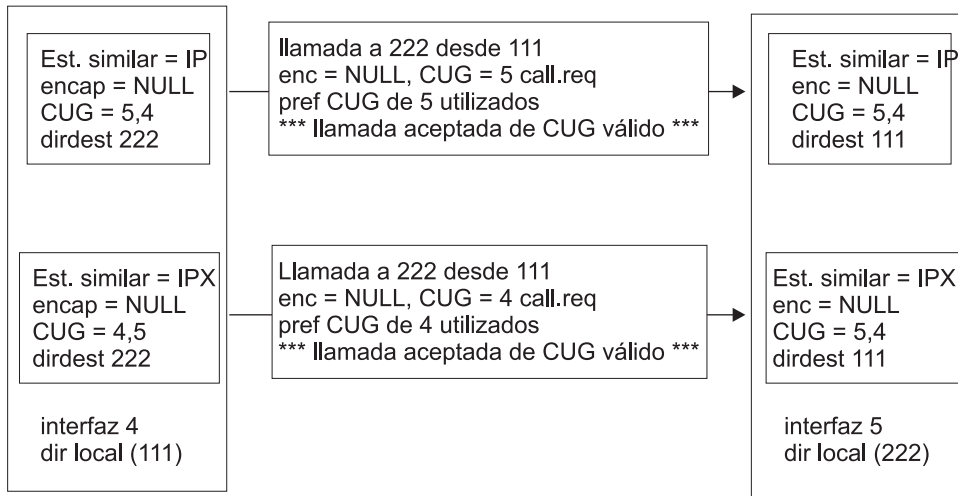 Est. similar = IP
encap = NULL
CUG = 5,4
dirdest 222
llamada a 222 desde 111
enc = NULL, CUG = 5 call.req
pref CUG de 5 utilizados
*** llamada aceptada de CUG válido ***
Est. similar = IP
enc = NULL
CUG = 5,4
dirdest 111
Est. similar = IPX
encap = NULL
CUG = 4,5
dirdest 222
Llamada a 222 desde 111
enc = NULL, CUG = 4 call.req
pref CUG de 4 utilizados
*** llamada aceptada de CUG válido ***
Est. similar = IPX
enc = NULL
CUG = 5,4
dirdest 111
interfaz 4
dir local (111)
interfaz 5
dir local (222)